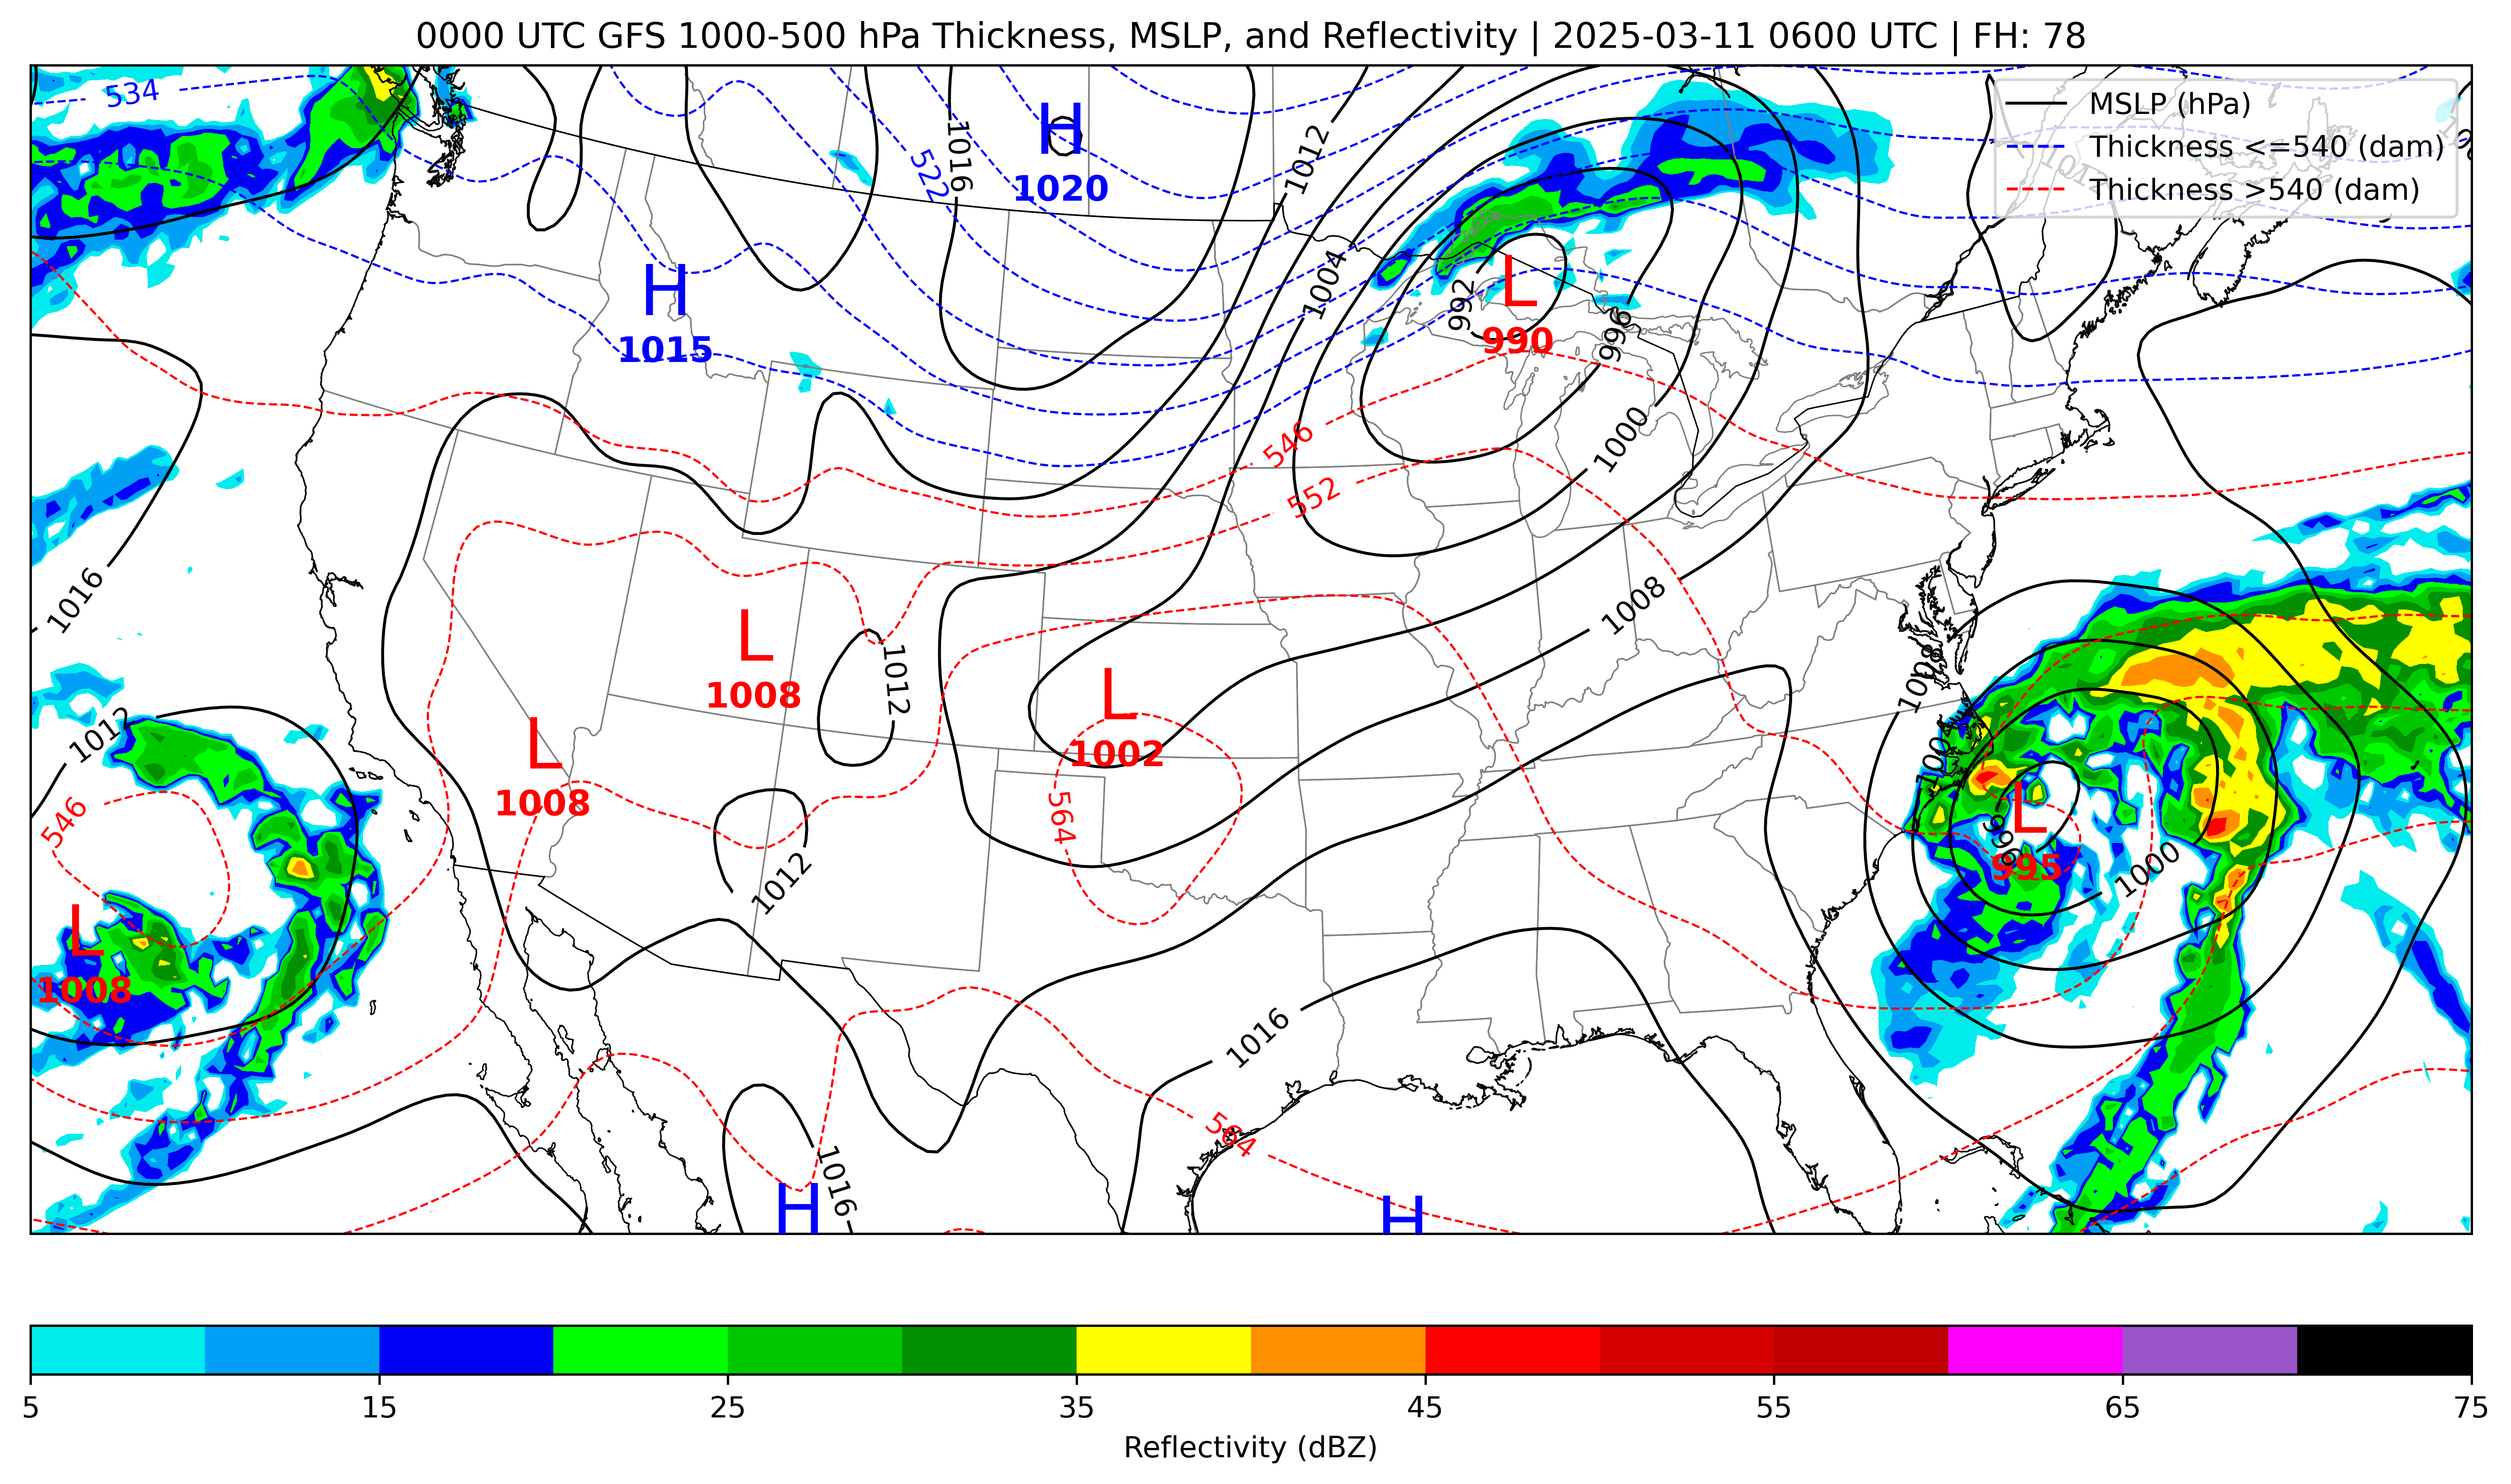 0000 UTC GFS 1000-500 hPa Thickness, MSLP, and Reflectivity | 2025-03-11 0600 UTC | FH: 78
MSLP (hPa)
Thickness <=540 (dam)
Thickness >540 (dam)
534
1016
H
1020
522
1012
1012
H
1015
1004
992
L
990
996
546
552
1000
1016
1008
1012
L
1008
1012
L
1008
L
1002
1008
1004
546
564
1012
L
996
995
1000
L
1008
1016
564
1016
H
H
5
15
25
35
45
55
65
75
Reflectivity (dBZ)